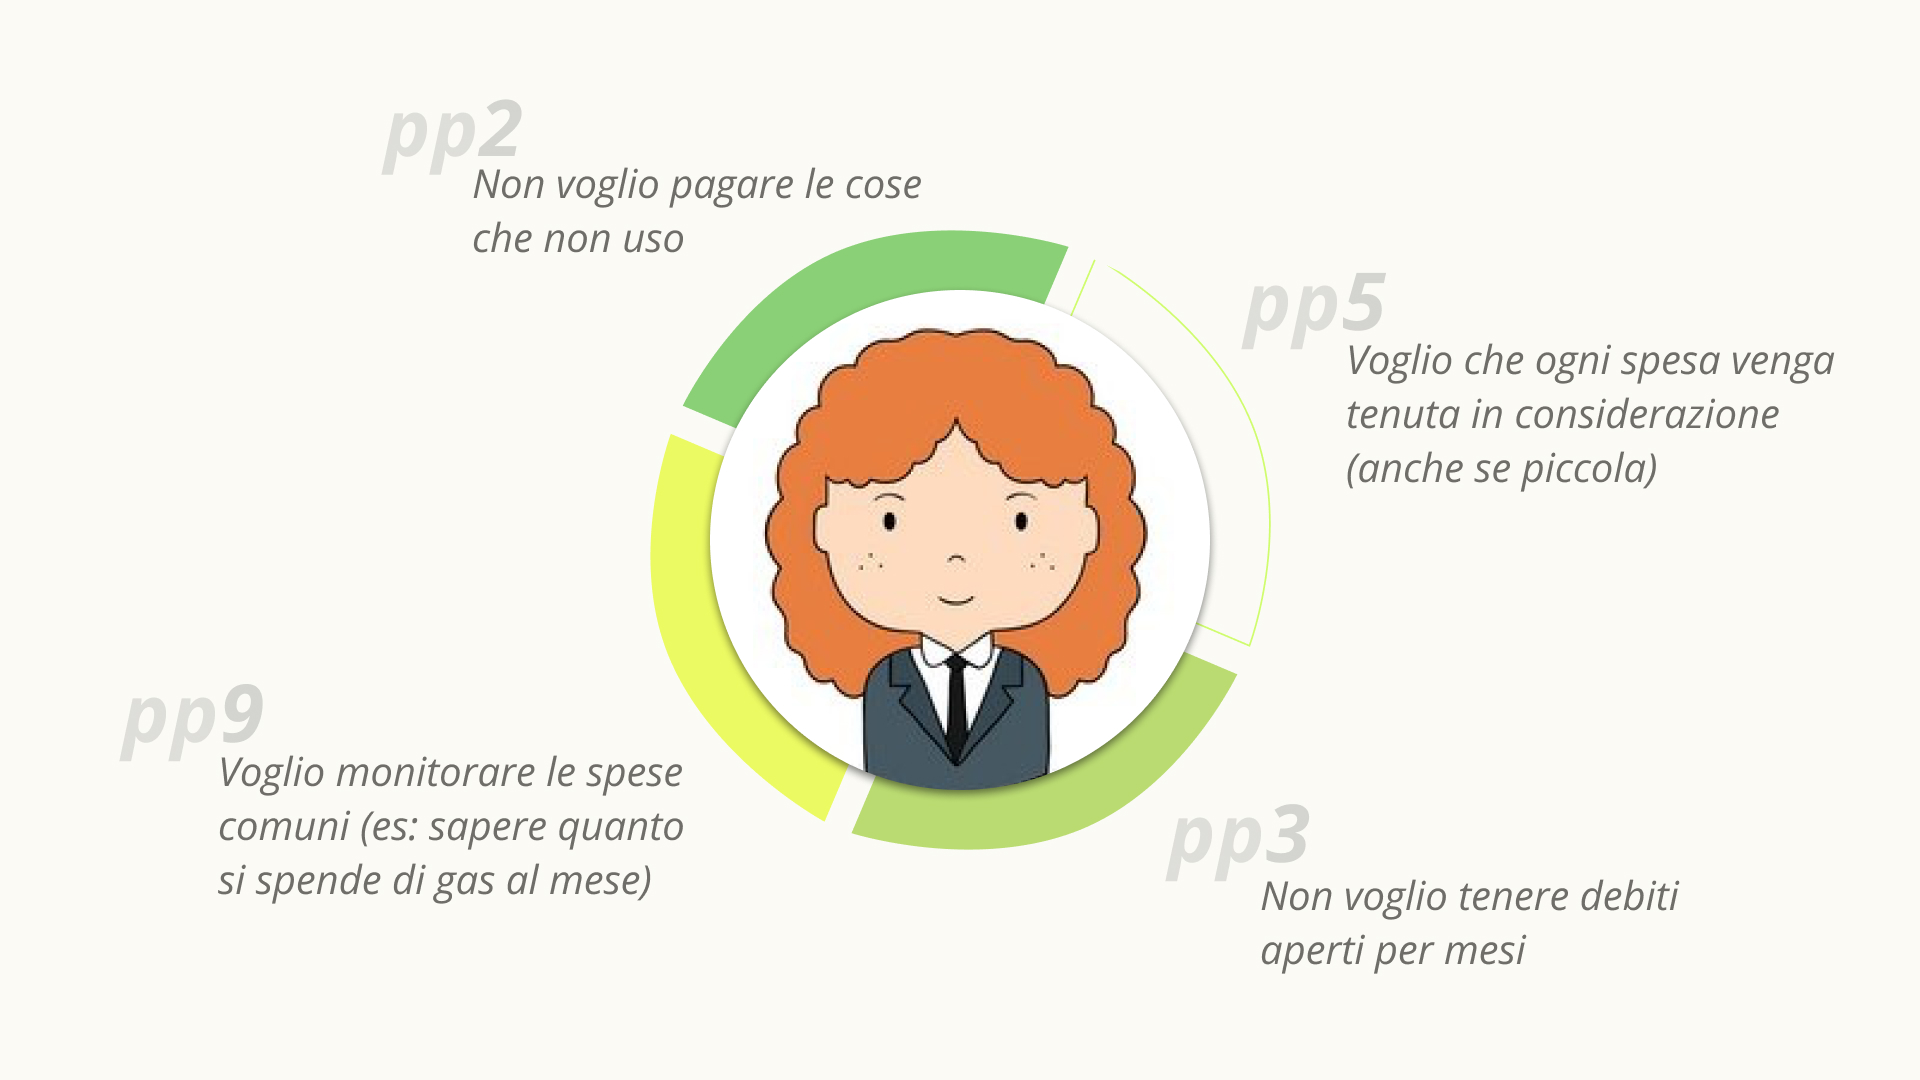 pp2
Non voglio pagare le cose
che non uso
pp5
Voglio che ogni spesa venga
tenuta in considerazione
(anche se piccola)
pp9
Voglio monitorare le spese
comuni (es: sapere quanto
si spende di gas al mese)
pp3
Non voglio tenere debiti
aperti per mesi